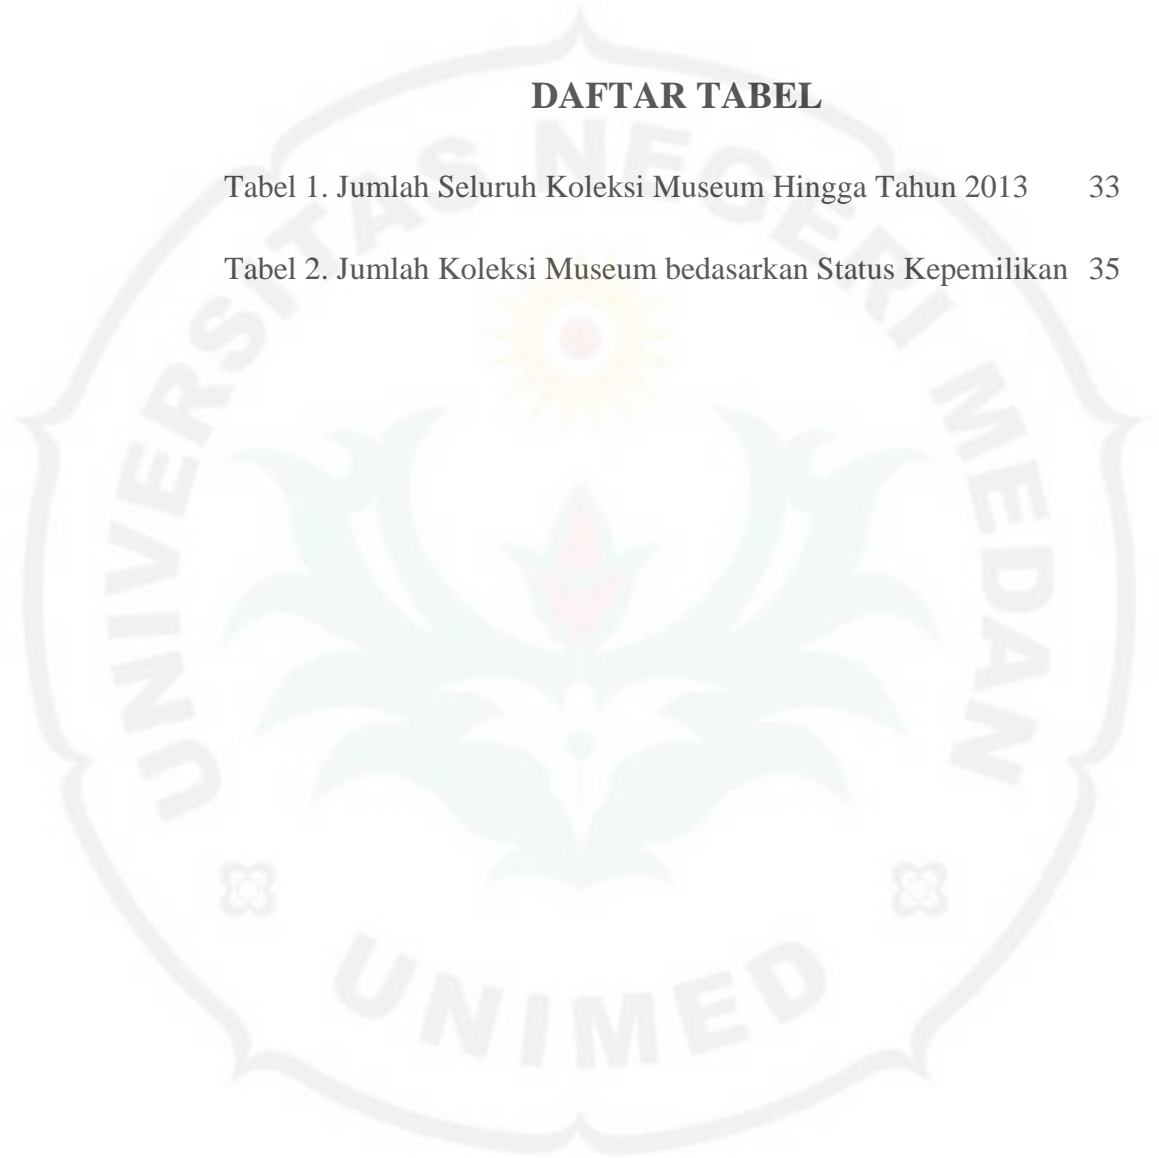 DAFTAR TABEL
Tabel 1. Jumlah Seluruh Koleksi Museum Hingga Tahun 2013 33
Tabel 2. Jumlah Koleksi Museum bedasarkan Status Kepemilikan 35
UNIVERSITAS NEGERI MEDAN
UNIMED